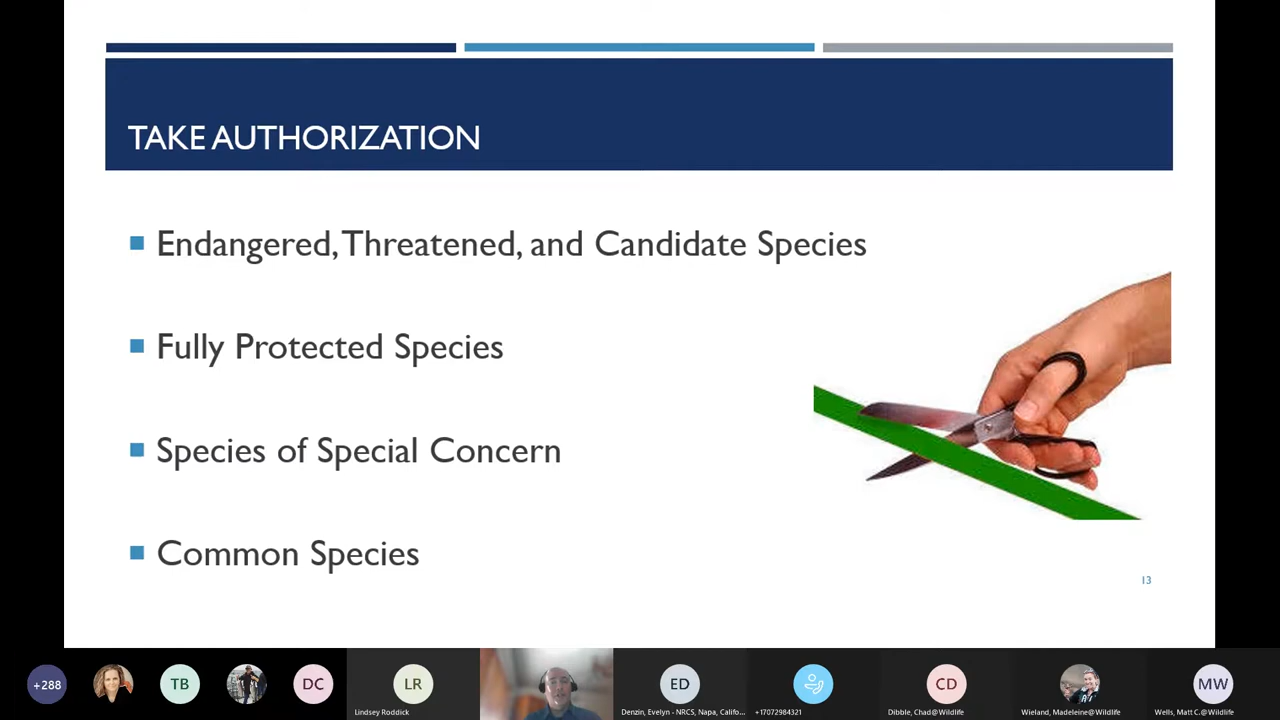 TAKE AUTHORIZATION
Endangered, Threatened, and Candidate Species
Fully Protected Species
Species of Special Concern
Common Species
13
+288
TB
DC
LR
ED
CD
MW
Lindsey Roddick
Denzin, Evelyn - NRCS, Napa, Califo...
+17072984321
Dibble, Chad@Wildlife
Wieland, Madeleine@Wildlife
Wells, Matt C.@Wildlife